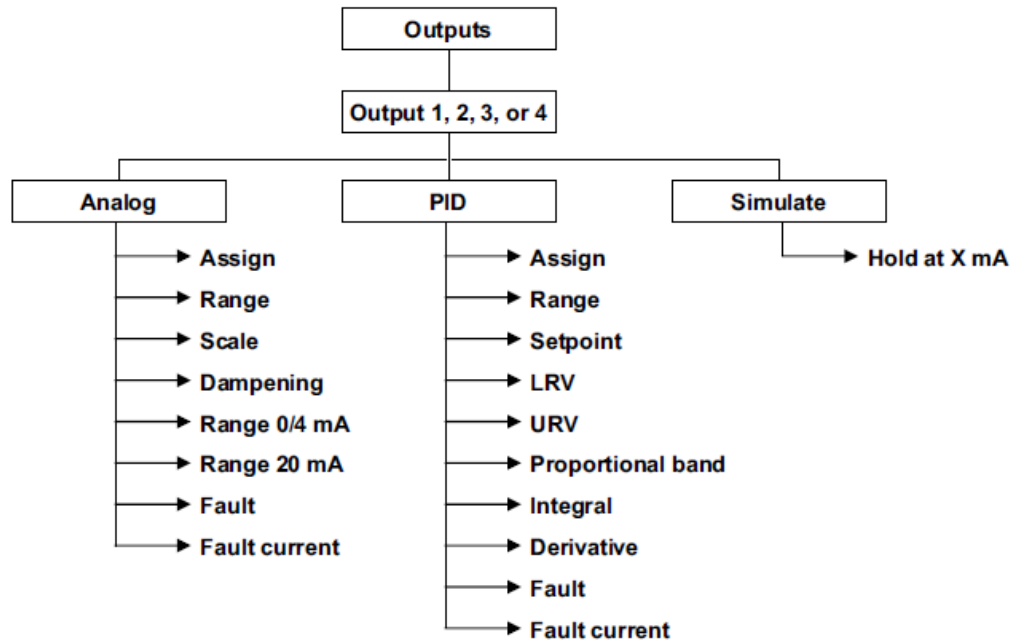 Outputs
Output 1, 2, 3, or 4
Analog
PID
Simulate
Assign
Range
Scale
Dampening
Range 0/4 mA
Range 20 mA
Fault
Fault current
Assign
Range
Setpoint
LRV
URV
Proportional band
Integral
Derivative
Fault
Fault current
Hold at X mA